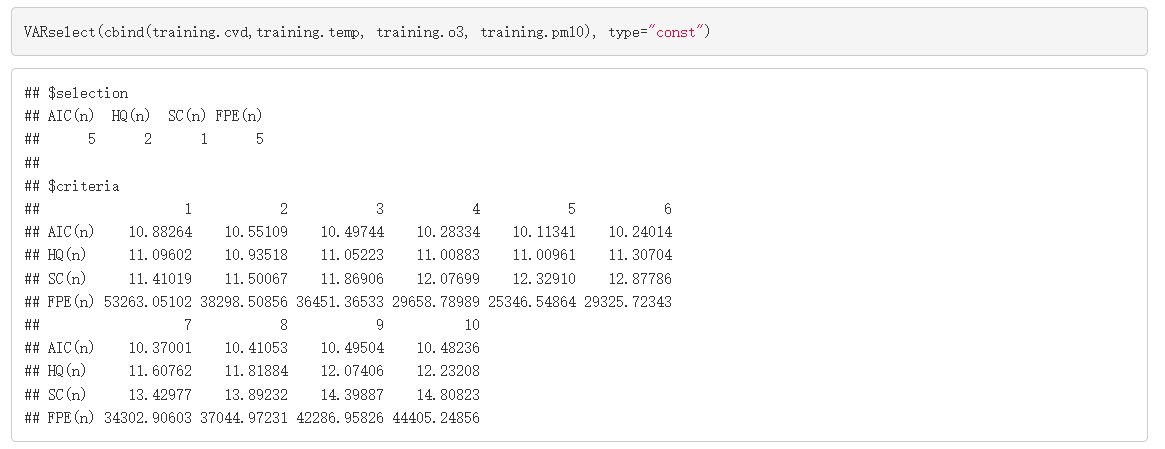 VARselect(cbind(training.cvd,training.temp, training.o3, training.pm10), type="const")
## $selection
## AIC(n)  HQ(n)  SC(n) FPE(n)
##      5      2      1      5
##
## $criteria
##                  1           2           3           4           5           6
## AIC(n)    10.88264    10.55109    10.49744    10.28334    10.11341    10.24014
## HQ(n)     11.09602    10.93518    11.05223    11.00883    11.00961    11.30704
## SC(n)     11.41019    11.50067    11.86906    12.07699    12.32910    12.87786
## FPE(n) 53263.05102 38298.50856 36451.36533 29658.78989 25346.54864 29325.72343
##                  7           8           9          10
## AIC(n)    10.37001    10.41053    10.49504    10.48236
## HQ(n)     11.60762    11.81884    12.07406    12.23208
## SC(n)     13.42977    13.89232    14.39887    14.80823
## FPE(n) 34302.90603 37044.97231 42286.95826 44405.24856